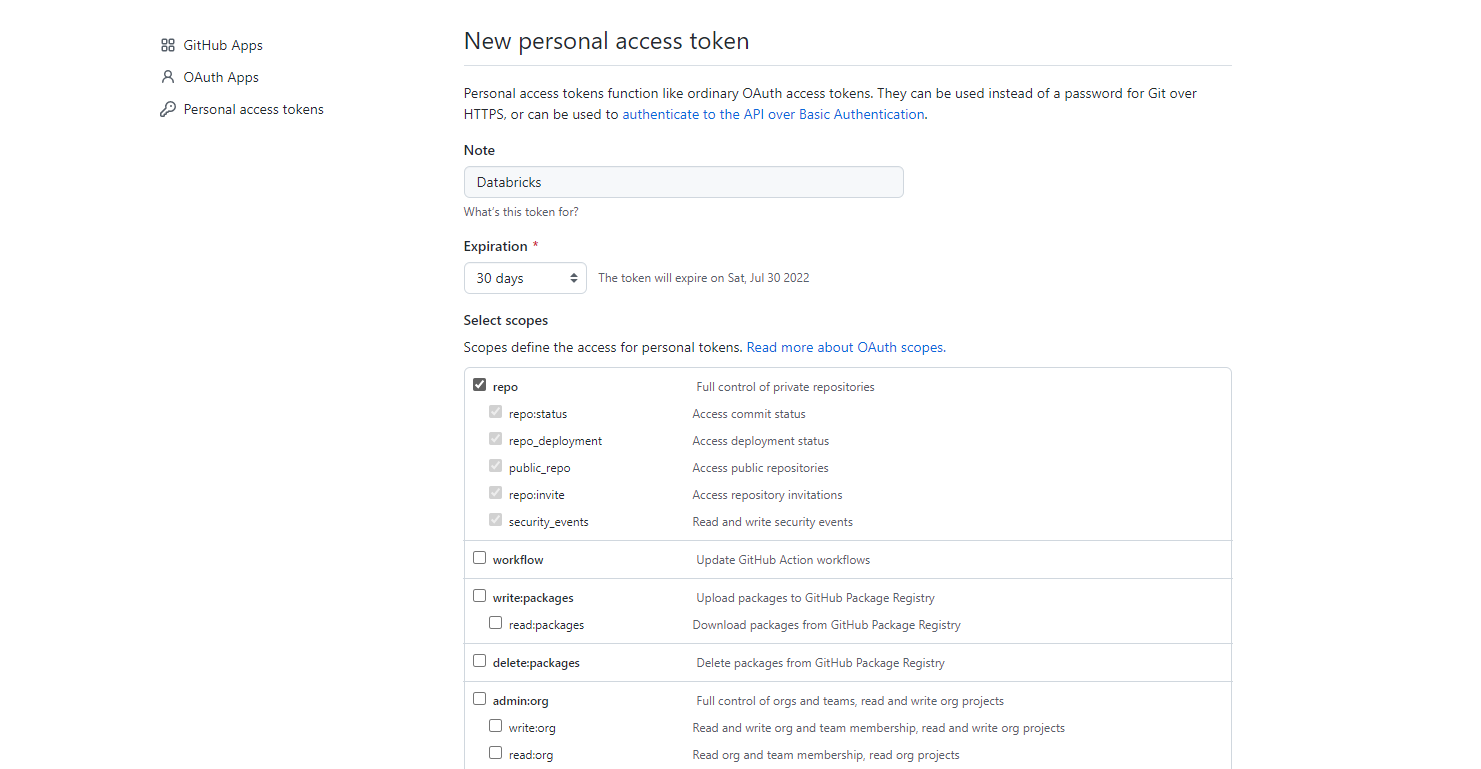 GitHub Apps
OAuth Apps
Personal access tokens
New personal access token
Personal access tokens function like ordinary OAuth access tokens. They can be used instead of a password for Git over
HTTPS, or can be used to authenticate to the API over Basic Authentication.
Note
Databricks
What's this token for?
Expiration *
30 days The token will expire on Sat, Jul 30 2022
Select scopes
Scopes define the access for personal tokens. Read more about OAuth scopes.
repo Full control of private repositories
repo:status Access commit status
repo_deployment Access deployment status
public_repo Access public repositories
repo:invite Access repository invitations
security_events Read and write security events
workflow Update GitHub Action workflows
write:packages Upload packages to GitHub Package Registry
read:packages Download packages from GitHub Package Registry
delete:packages Delete packages from GitHub Package Registry
admin:org Full control of orgs and teams, read and write org projects
write:org Read and write org and team membership, read and write org projects
read:org Read org and team membership, read org projects